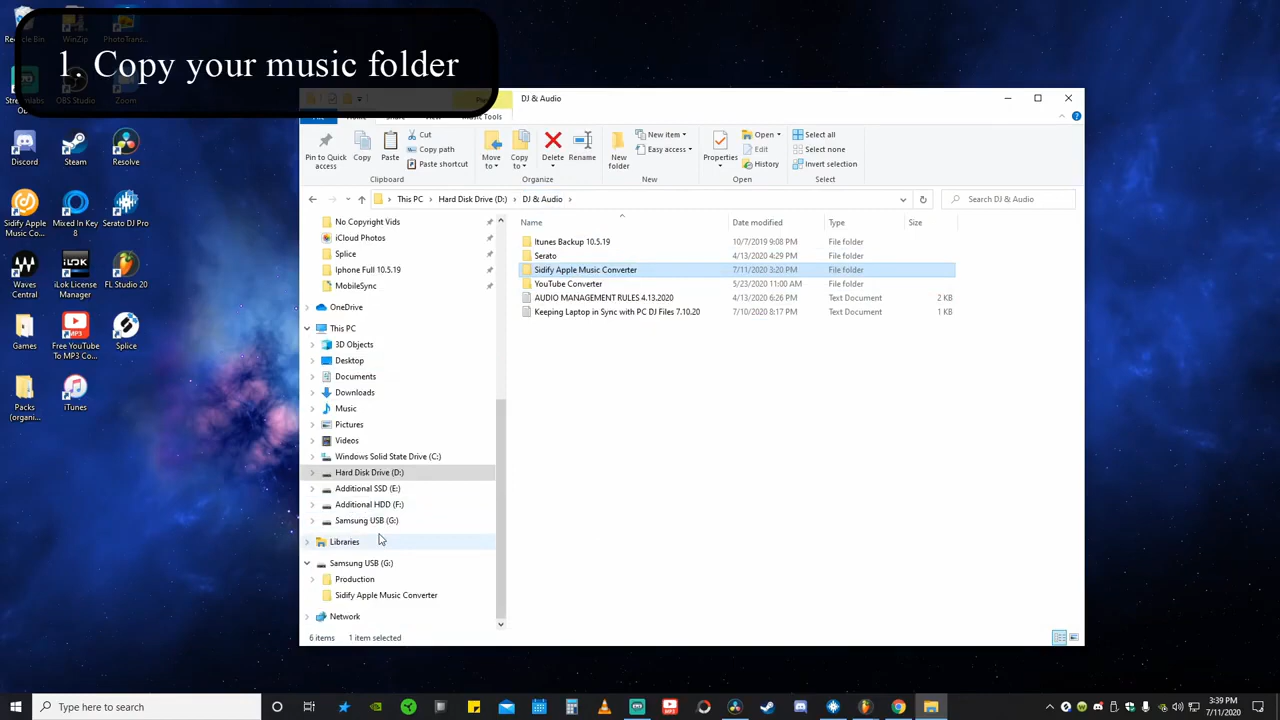 1. Copy your music folder
Recycle Bin
WinZip
PhotoTrans...
Streamlabs
OBS Studio
Zoom
Discord
Steam
Resolve
Sidify Apple
Music Co...
Mixed In Key
8
Serato DJ Pro
Waves
Central
iLok License
Manager
FL Studio 20
Games
Free YouTube
To MP3 Co...
Splice
Packs
(organi...
iTunes
DJ & Audio
Music Tools
Pin to Quick
access
Copy
Paste
Cut
Copy path
Paste shortcut
Clipboard
Move
to
Copy
to
Delete
Rename
Organize
New
folder
New item
Easy access
New
Properties
Open
Edit
History
Open
Select all
Select none
Invert selection
Select
This PC
Hard Disk Drive (D:)
DJ & Audio
Search DJ & Audio
No Copyright Vids
iCloud Photos
Splice
Iphone Full 10.5.19
MobileSync
OneDrive
This PC
3D Objects
Desktop
Documents
Downloads
Music
Pictures
Videos
Windows Solid State Drive (C:)
Hard Disk Drive (D:)
Additional SSD (E:)
Additional HDD (F:)
Samsung USB (G:)
Libraries
Samsung USB (G:)
Production
Sidify Apple Music Converter
Network
Name Date modified Type Size
Itunes Backup 10.5.19 10/7/2019 9:08 PM File folder
Serato 4/13/2020 4:29 PM File folder
Sidify Apple Music Converter 7/11/2020 3:20 PM File folder
YouTube Converter 5/23/2020 11:00 AM File folder
AUDIO MANAGEMENT RULES 4.13.2020 4/13/2020 6:26 PM Text Document 2 KB
Keeping Laptop in Sync with PC DJ Files 7.10.20 7/10/2020 8:17 PM Text Document 1 KB
6 items 1 item selected
Type here to search
3:39 PM
7/11/2020